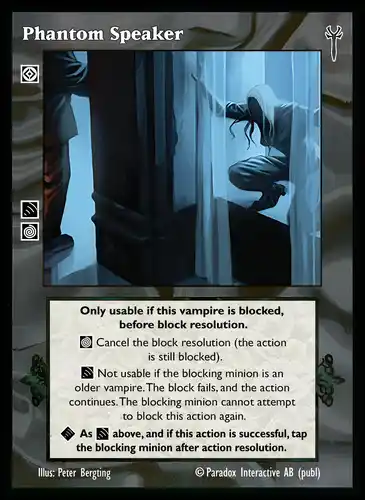 Phantom Speaker
Only usable if this vampire is blocked,
before block resolution.
Cancel the block resolution (the action
is still blocked).
Not usable if the blocking minion is an
older vampire. The block fails, and the action
continues. The blocking minion cannot attempt
to block this action again.
As above, and if this action is successful, tap
the blocking minion after action resolution.
Illus: Peter Bergting © Paradox Interactive AB (publ)